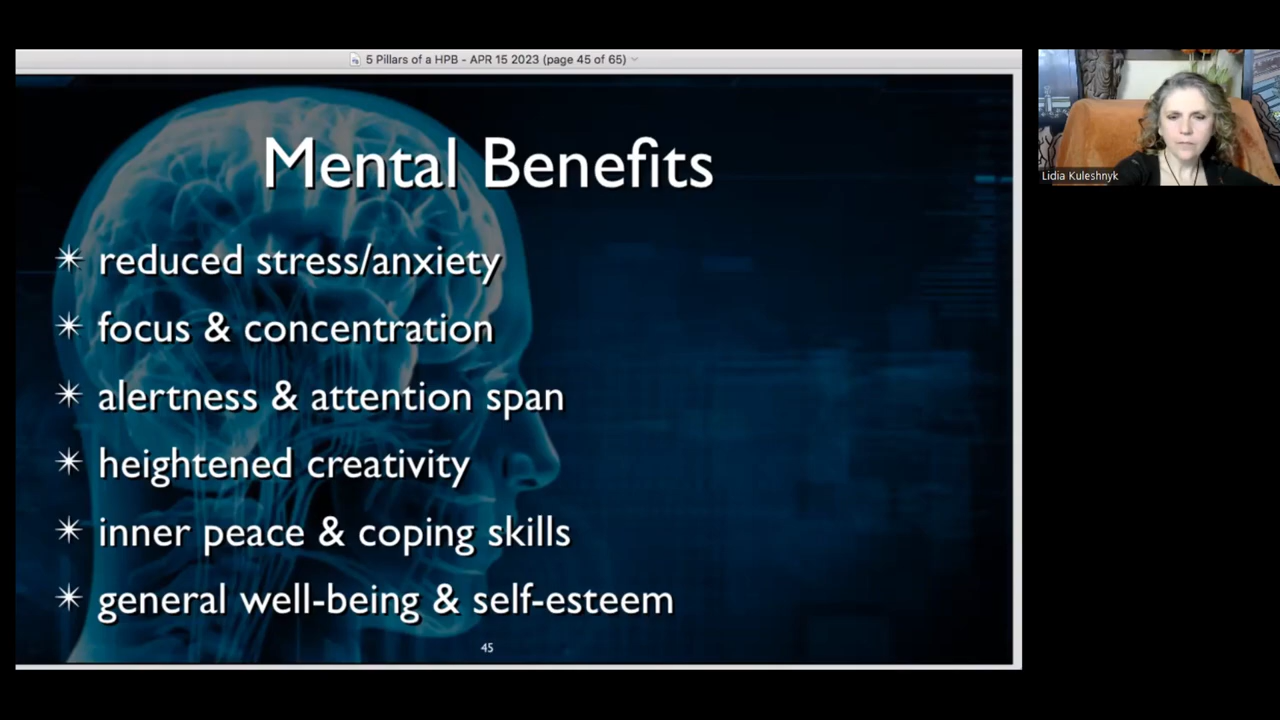 5 Pillars of a HPB - APR 15 2023 (page 45 of 65)
Mental Benefits
✴ reduced stress/anxiety
✴ focus & concentration
✴ alertness & attention span
✴ heightened creativity
✴ inner peace & coping skills
✴ general well-being & self-esteem
45
Lidia Kuleshnyk